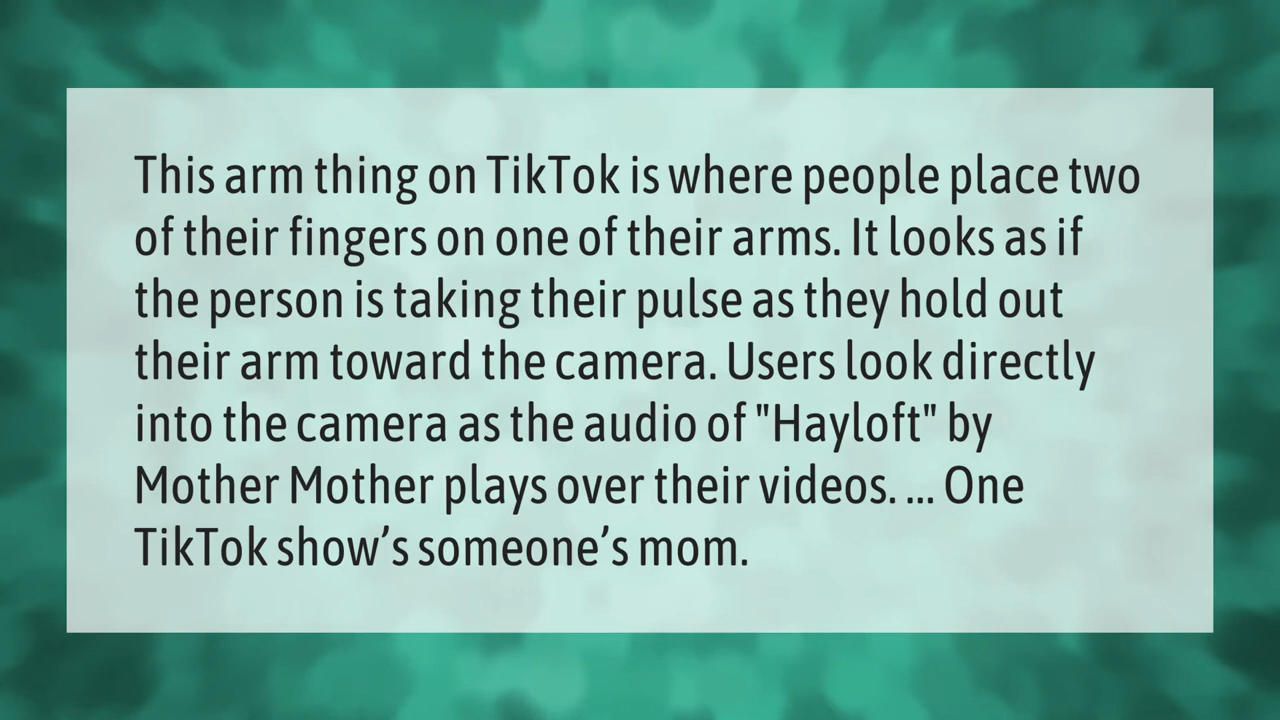 This arm thing on TikTok is where people place two
of their fingers on one of their arms. It looks as if
the person is taking their pulse as they hold out
their arm toward the camera. Users look directly
into the camera as the audio of "Hayloft" by
Mother Mother plays over their videos. ... One
TikTok show’s someone’s mom.